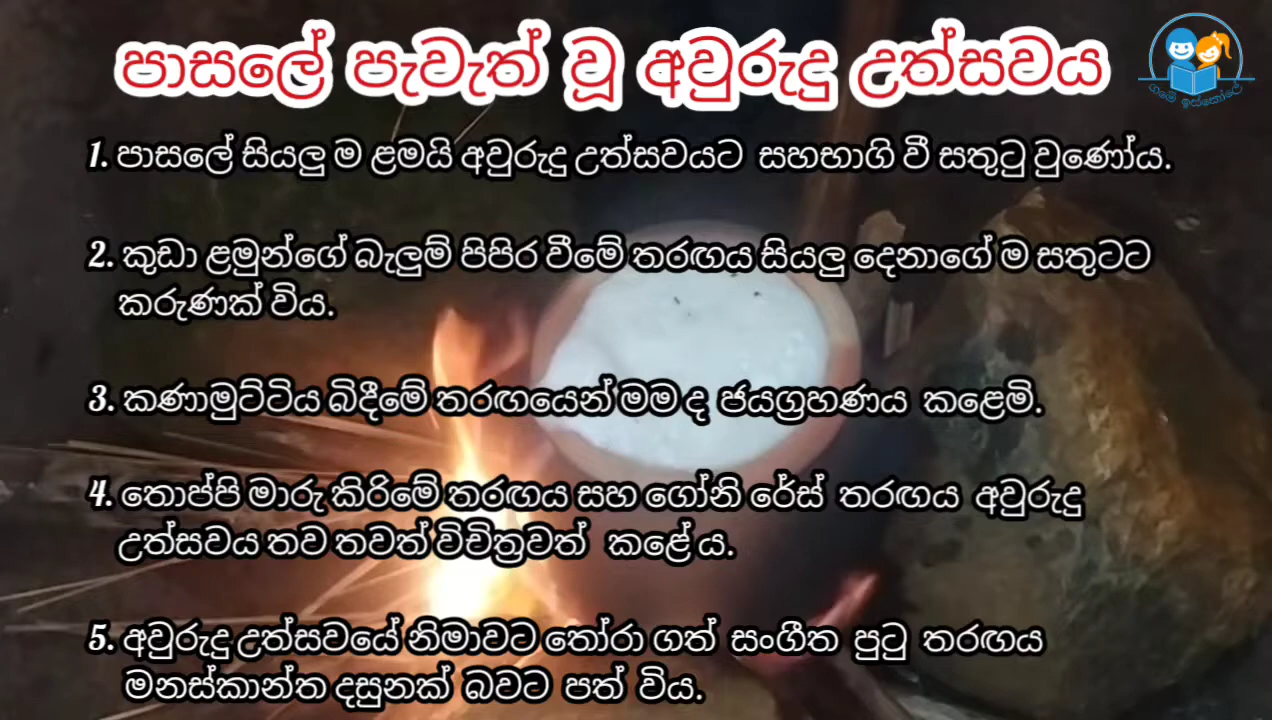 පාසලේ පැවැත් වූ අවුරුදු උත්සවය
ගමේ ඉස්කෝලේ
1. පාසලේ සියලු ම ළමයි අවුරුදු උත්සවයට සහභාගි වී සතුටු වුණෝය.
2. කුඩා ළමුන්ගේ බැලුම් පිපිර වීමේ තරඟය සියලු දෙනාගේ ම සතුටට
කරුණක් විය.
3. කණාමුට්ටිය බිදීමේ තරඟයෙන් මම ද ජයග්‍රහණය කළෙමි.
4. තොප්පි මාරු කිරිමේ තරඟය සහ ගෝනි රේස් තරඟය අවුරුදු
උත්සවය තව තවත් විචිත්‍රවත් කළේ ය.
5. අවුරුදු උත්සවයේ නිමාවට තෝරා ගත් සංගීත පුටු තරඟය
මනස්කාන්ත දසුනක් බවට පත් විය.